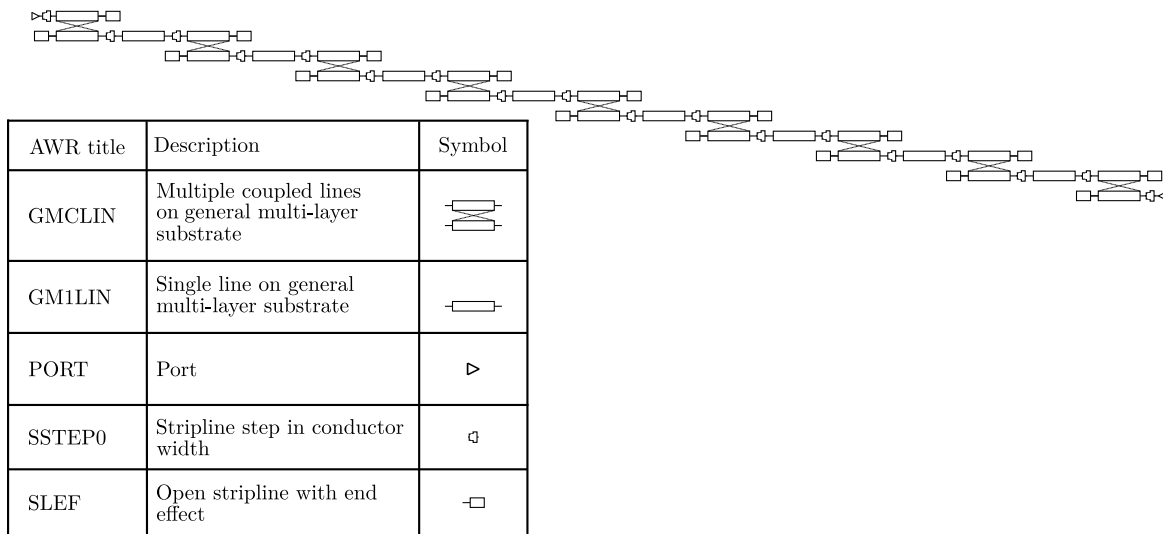 AWR title Description Symbol
GMCLIN
Multiple coupled lines
on general multi-layer
substrate
GM1LIN
Single line on general
multi-layer substrate
PORT Port
SSTEP0
Stripline step in conductor
width
SLEF
Open stripline with end
effect